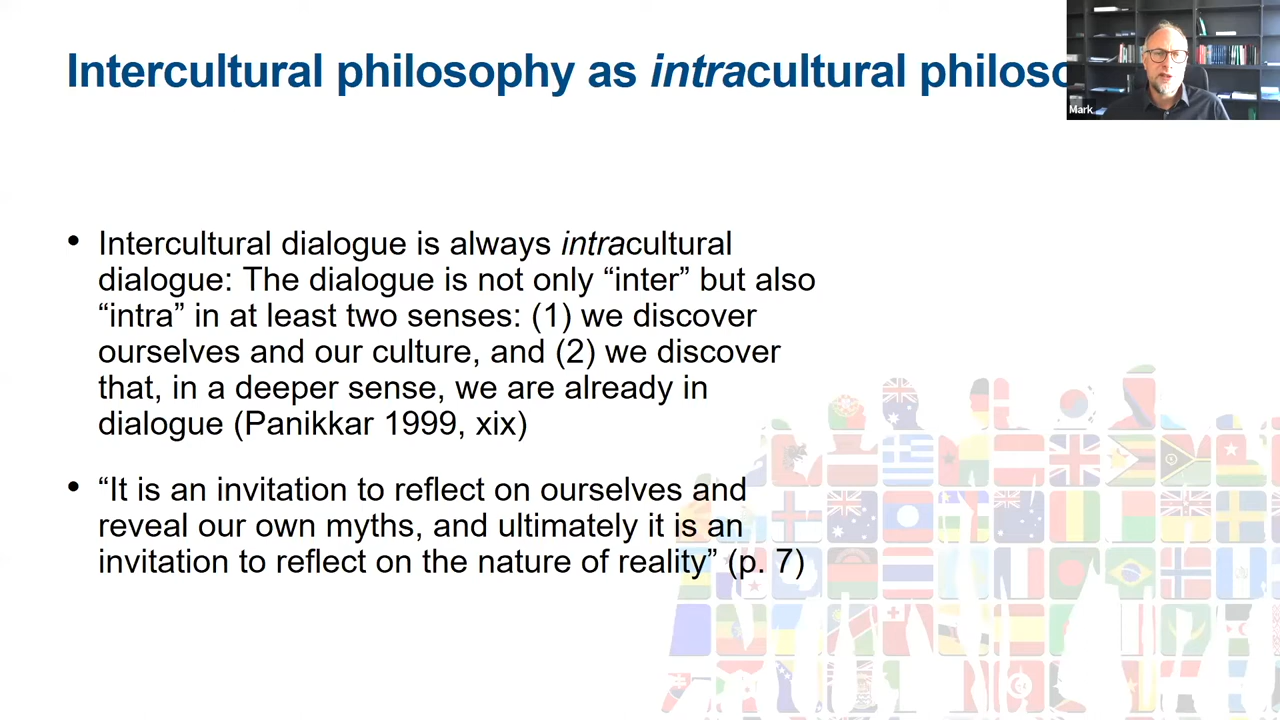 Intercultural philosophy as intracultural philoso
Mark
• Intercultural dialogue is always intracultural
dialogue: The dialogue is not only “inter” but also
“intra” in at least two senses: (1) we discover
ourselves and our culture, and (2) we discover
that, in a deeper sense, we are already in
dialogue (Panikkar 1999, xix)
• “It is an invitation to reflect on ourselves and
reveal our own myths, and ultimately it is an
invitation to reflect on the nature of reality” (p. 7)